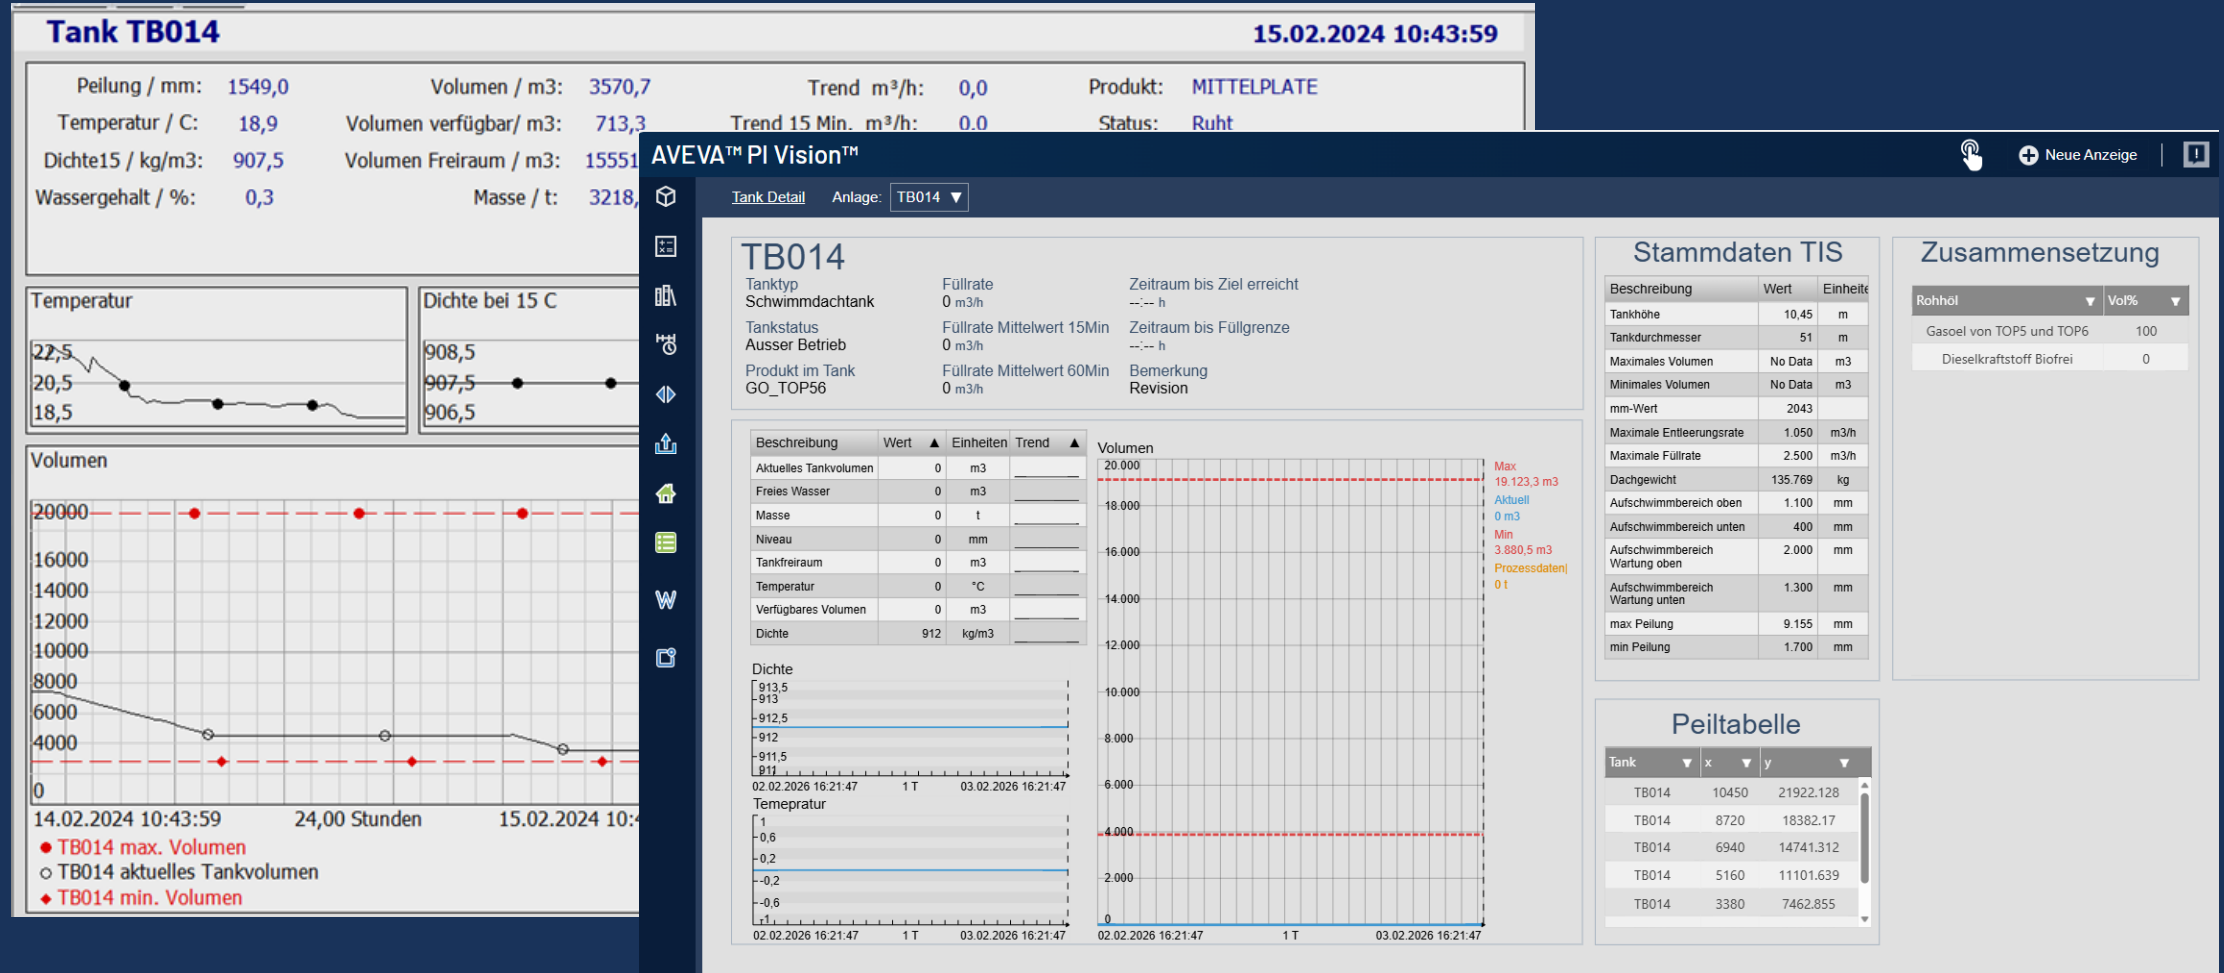 Tank TB014 15.02.2024 10:43:59
Peilung / mm: 1549,0 Volumen / m3: 3570,7 Trend m³/h: 0,0 Produkt: MITTELPLATE
Temperatur / C: 18,9 Volumen verfügbar/ m3: 713,3 Trend 15 Min. m³/h: 0,0 Status: Ruht
Dichte15 / kg/m3: 907,5 Volumen Freiraum / m3: 15551
Wassergehalt / %: 0,3 Masse / t: 3218,
Temperatur
22,5
20,5
18,5
Dichte bei 15 C
908,5
907,5
906,5
Volumen
20000
16000
14000
12000
10000
8000
6000
4000
0
14.02.2024 10:43:59 24,00 Stunden 15.02.2024 10:4
TB014 max. Volumen
TB014 aktuelles Tankvolumen
TB014 min. Volumen
AVEVA™ PI Vision™ Neue Anzeige
Tank Detail Anlage: TB014
TB014
Tanktyp Füllrate Zeitraum bis Ziel erreicht
Schwimmdachtank 0 m3/h --:-- h
Tankstatus Füllrate Mittelwert 15Min Zeitraum bis Füllgrenze
Ausser Betrieb 0 m3/h --:-- h
Produkt im Tank Füllrate Mittelwert 60Min Bemerkung
GO_TOP56 0 m3/h Revision
Beschreibung Wert Einheiten Trend
Aktuelles Tankvolumen 0 m3
Freies Wasser 0 m3
Masse 0 t
Niveau 0 mm
Tankfreiraum 0 m3
Temperatur 0 °C
Verfügbares Volumen 0 m3
Dichte 912 kg/m3
Dichte
913,5
913
912,5
912
911,5
911
02.02.2026 16:21:47 1 T 03.02.2026 16:21:47
Temepratur
1
0,6
0,2
-0,2
-0,6
-1
02.02.2026 16:21:47 1 T 03.02.2026 16:21:47
Volumen
20.000
18.000
16.000
14.000
12.000
10.000
8.000
6.000
4.000
2.000
0
02.02.2026 16:21:47 1 T 03.02.2026 16:21:47
Max
19.123,3 m3
Aktuell
0 m3
Min
3.880,5 m3
Prozessdaten|
0 t
Stammdaten TIS
Beschreibung Wert Einheite
Tankhöhe 10,45 m
Tankdurchmesser 51 m
Maximales Volumen No Data m3
Minimales Volumen No Data m3
mm-Wert 2043
Maximale Entleerungsrate 1.050 m3/h
Maximale Füllrate 2.500 m3/h
Dachgewicht 135.769 kg
Aufschwimmbereich oben 1.100 mm
Aufschwimmbereich unten 400 mm
Aufschwimmbereich 2.000 mm
Wartung oben
Aufschwimmbereich 1.300 mm
Wartung unten
max Peilung 9.155 mm
min Peilung 1.700 mm
Peiltabelle
Tank x y
TB014 10450 21922.128
TB014 8720 18382.17
TB014 6940 14741.312
TB014 5160 11101.639
TB014 3380 7462.855
Zusammensetzung
Rohhöl Vol%
Gasoel von TOP5 und TOP6 100
Dieselkraftstoff Biofrei 0